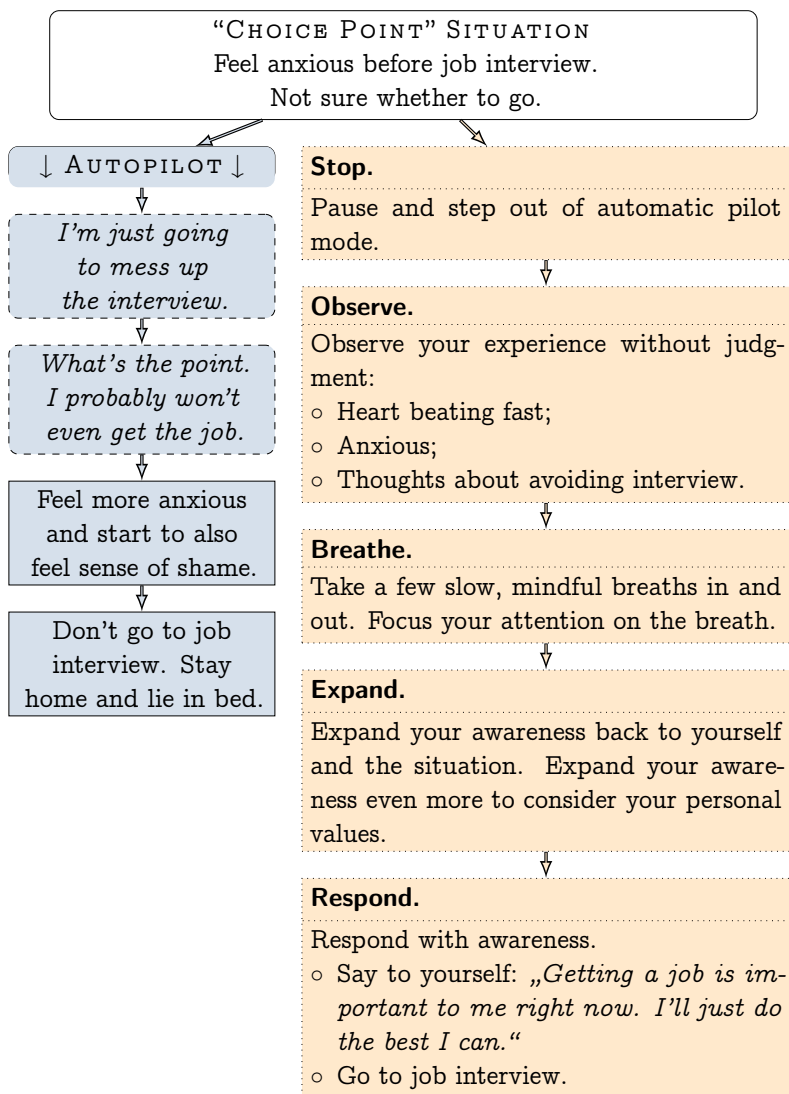 “CHOICE POINT” SITUATION
Feel anxious before job interview.
Not sure whether to go.
↓ AUTOPILOT ↓
I'm just going
to mess up
the interview.
What's the point.
I probably won't
even get the job.
Feel more anxious
and start to also
feel sense of shame.
Don't go to job
interview. Stay
home and lie in bed.
Stop.
Pause and step out of automatic pilot
mode.
Observe.
Observe your experience without judg-
ment:
○ Heart beating fast;
○ Anxious;
○ Thoughts about avoiding interview.
Breathe.
Take a few slow, mindful breaths in and
out. Focus your attention on the breath.
Expand.
Expand your awareness back to yourself
and the situation. Expand your aware-
ness even more to consider your personal
values.
Respond.
Respond with awareness.
○ Say to yourself: „Getting a job is im-
portant to me right now. I'll just do
the best I can.“
○ Go to job interview.